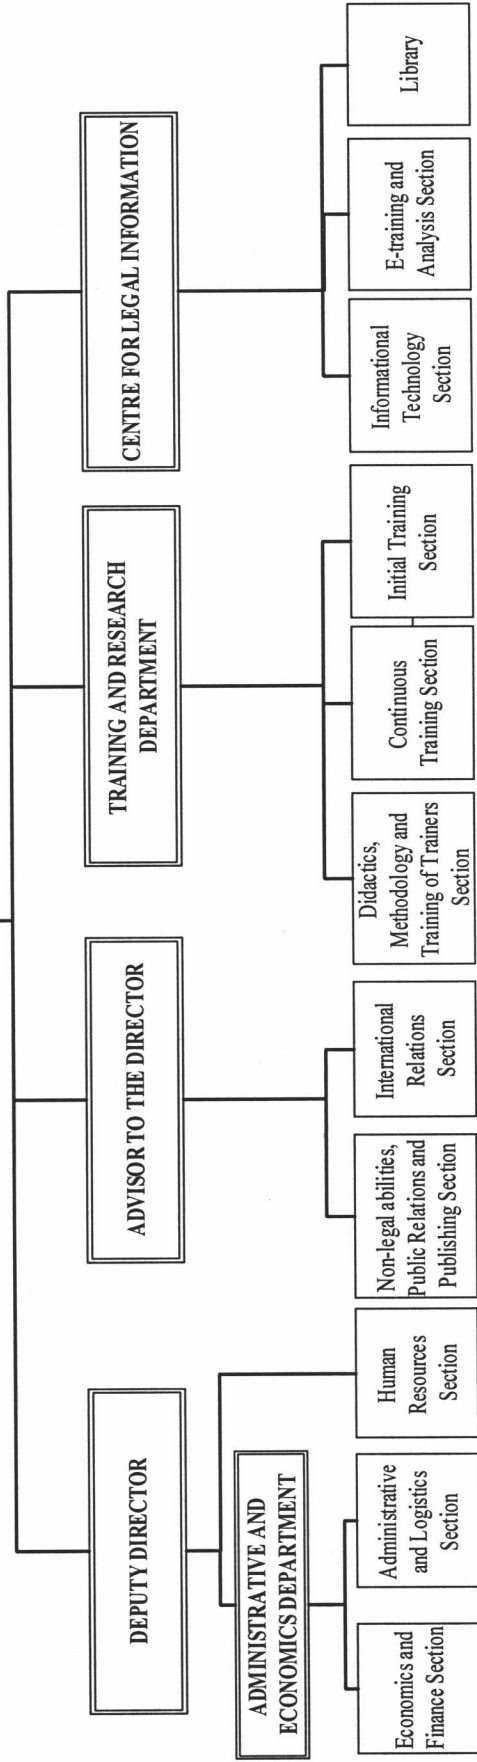 DEPUTY DIRECTOR
ADVISOR TO THE DIRECTOR
TRAINING AND RESEARCH
DEPARTMENT
CENTRE FOR LEGAL INFORMATION
ADMINISTRATIVE AND
ECONOMICS DEPARTMENT
Economics and
Finance Section
Administrative
and Logistics
Section
Human
Resources
Section
Non-legal abilities,
Public Relations and
Publishing Section
International
Relations
Section
Didactics,
Methodology and
Training of Trainers
Section
Continuous
Training Section
Initial Training
Section
Informational
Technology
Section
E-training and
Analysis Section
Library